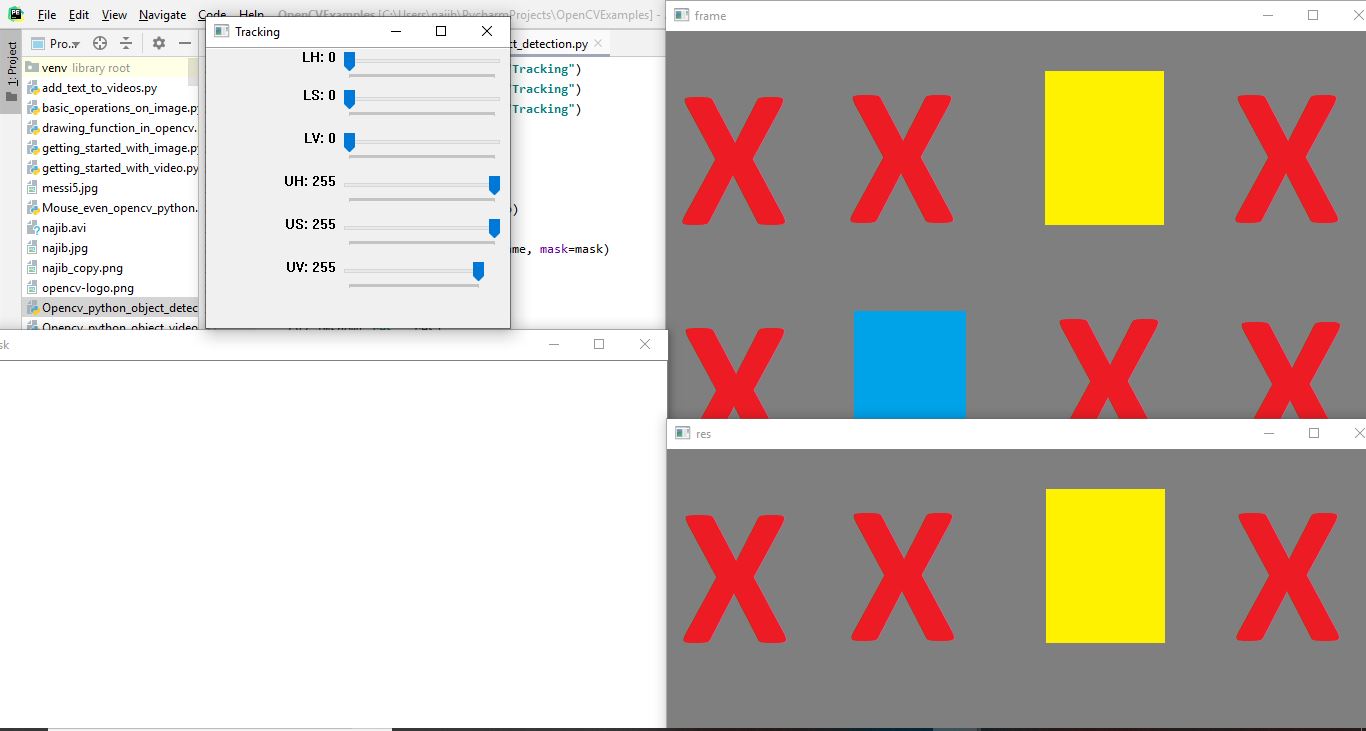 File Edit View Navigate Code Help OpenCVExamples [C:\Users\najib\PycharmProjects\OpenCVExamples] -
frame
Tracking
1: Project
Pro...
ct_detection.py
venv library root
add_text_to_videos.py
basic_operations_on_image.py
drawing_function_in_opencv.
getting_started_with_image.py
getting_started_with_video.py
messi5.jpg
Mouse_even_opencv_python.
najib.avi
najib.jpg
najib_copy.png
opencv-logo.png
Opencv_python_object_detec
Opencv_python_object_video
LH: 0
LS: 0
LV: 0
UH: 255
US: 255
UV: 255
Tracking")
Tracking")
Tracking")
)
me, mask=mask)
sk
X X X
X X X
res
X X X